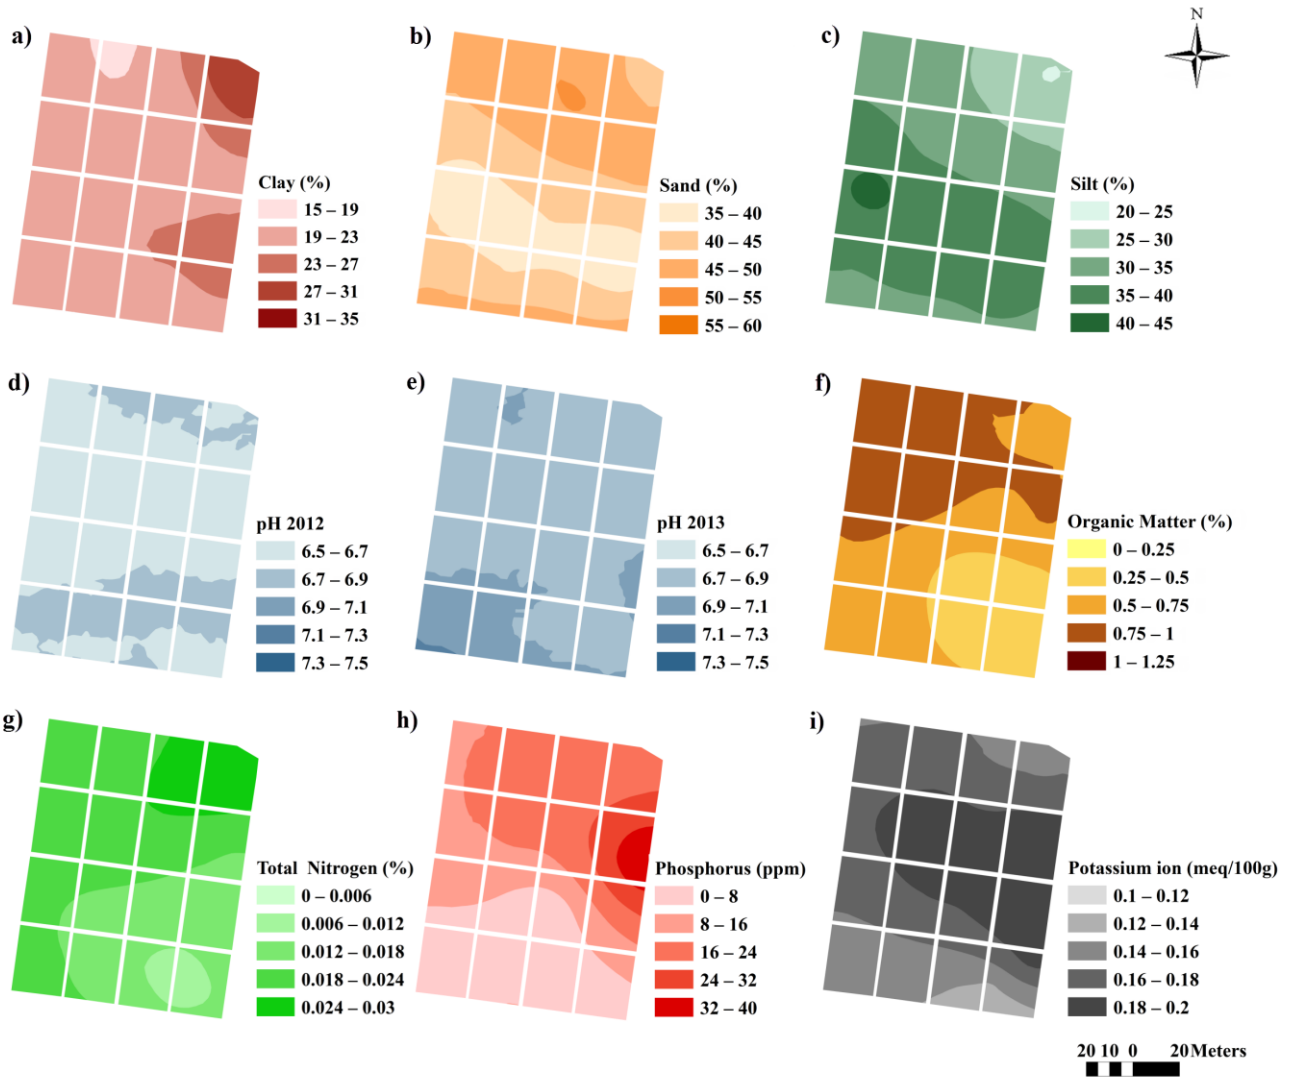 a)
Clay (%)
15 – 19
19 – 23
23 – 27
27 – 31
31 – 35
b)
Sand (%)
35 – 40
40 – 45
45 – 50
50 – 55
55 – 60
c)
N
Silt (%)
20 – 25
25 – 30
30 – 35
35 – 40
40 – 45
d)
pH 2012
6.5 – 6.7
6.7 – 6.9
6.9 – 7.1
7.1 – 7.3
7.3 – 7.5
e)
pH 2013
6.5 – 6.7
6.7 – 6.9
6.9 – 7.1
7.1 – 7.3
7.3 – 7.5
f)
Organic Matter (%)
0 – 0.25
0.25 – 0.5
0.5 – 0.75
0.75 – 1
1 – 1.25
g)
Total Nitrogen (%)
0 – 0.006
0.006 – 0.012
0.012 – 0.018
0.018 – 0.024
0.024 – 0.03
h)
Phosphorus (ppm)
0 – 8
8 – 16
16 – 24
24 – 32
32 – 40
i)
Potassium ion (meq/100g)
0.1 – 0.12
0.12 – 0.14
0.14 – 0.16
0.16 – 0.18
0.18 – 0.2
20 10 0 20 Meters